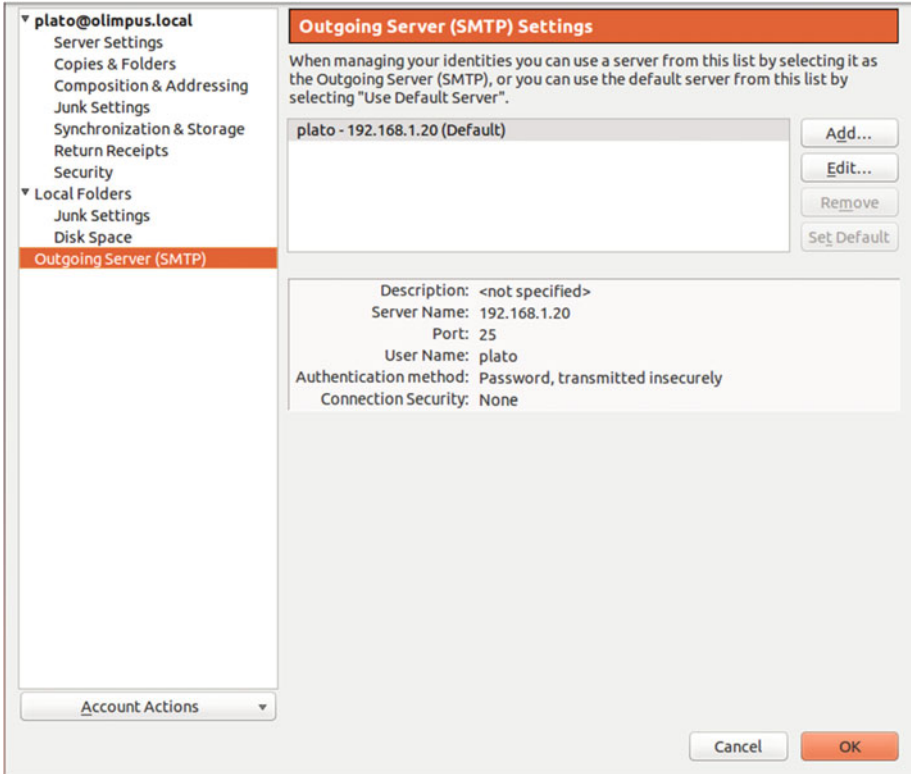 plato@olimpus.local
Server Settings
Copies & Folders
Composition & Addressing
Junk Settings
Synchronization & Storage
Return Receipts
Security
Local Folders
Junk Settings
Disk Space
Outgoing Server (SMTP)
Account Actions
Outgoing Server (SMTP) Settings
When managing your identities you can use a server from this list by selecting it as
the Outgoing Server (SMTP), or you can use the default server from this list by
selecting "Use Default Server".
plato - 192.168.1.20 (Default)
Add...
Edit...
Remove
Set Default
Description: <not specified>
Server Name: 192.168.1.20
Port: 25
User Name: plato
Authentication method: Password, transmitted insecurely
Connection Security: None
Cancel
OK